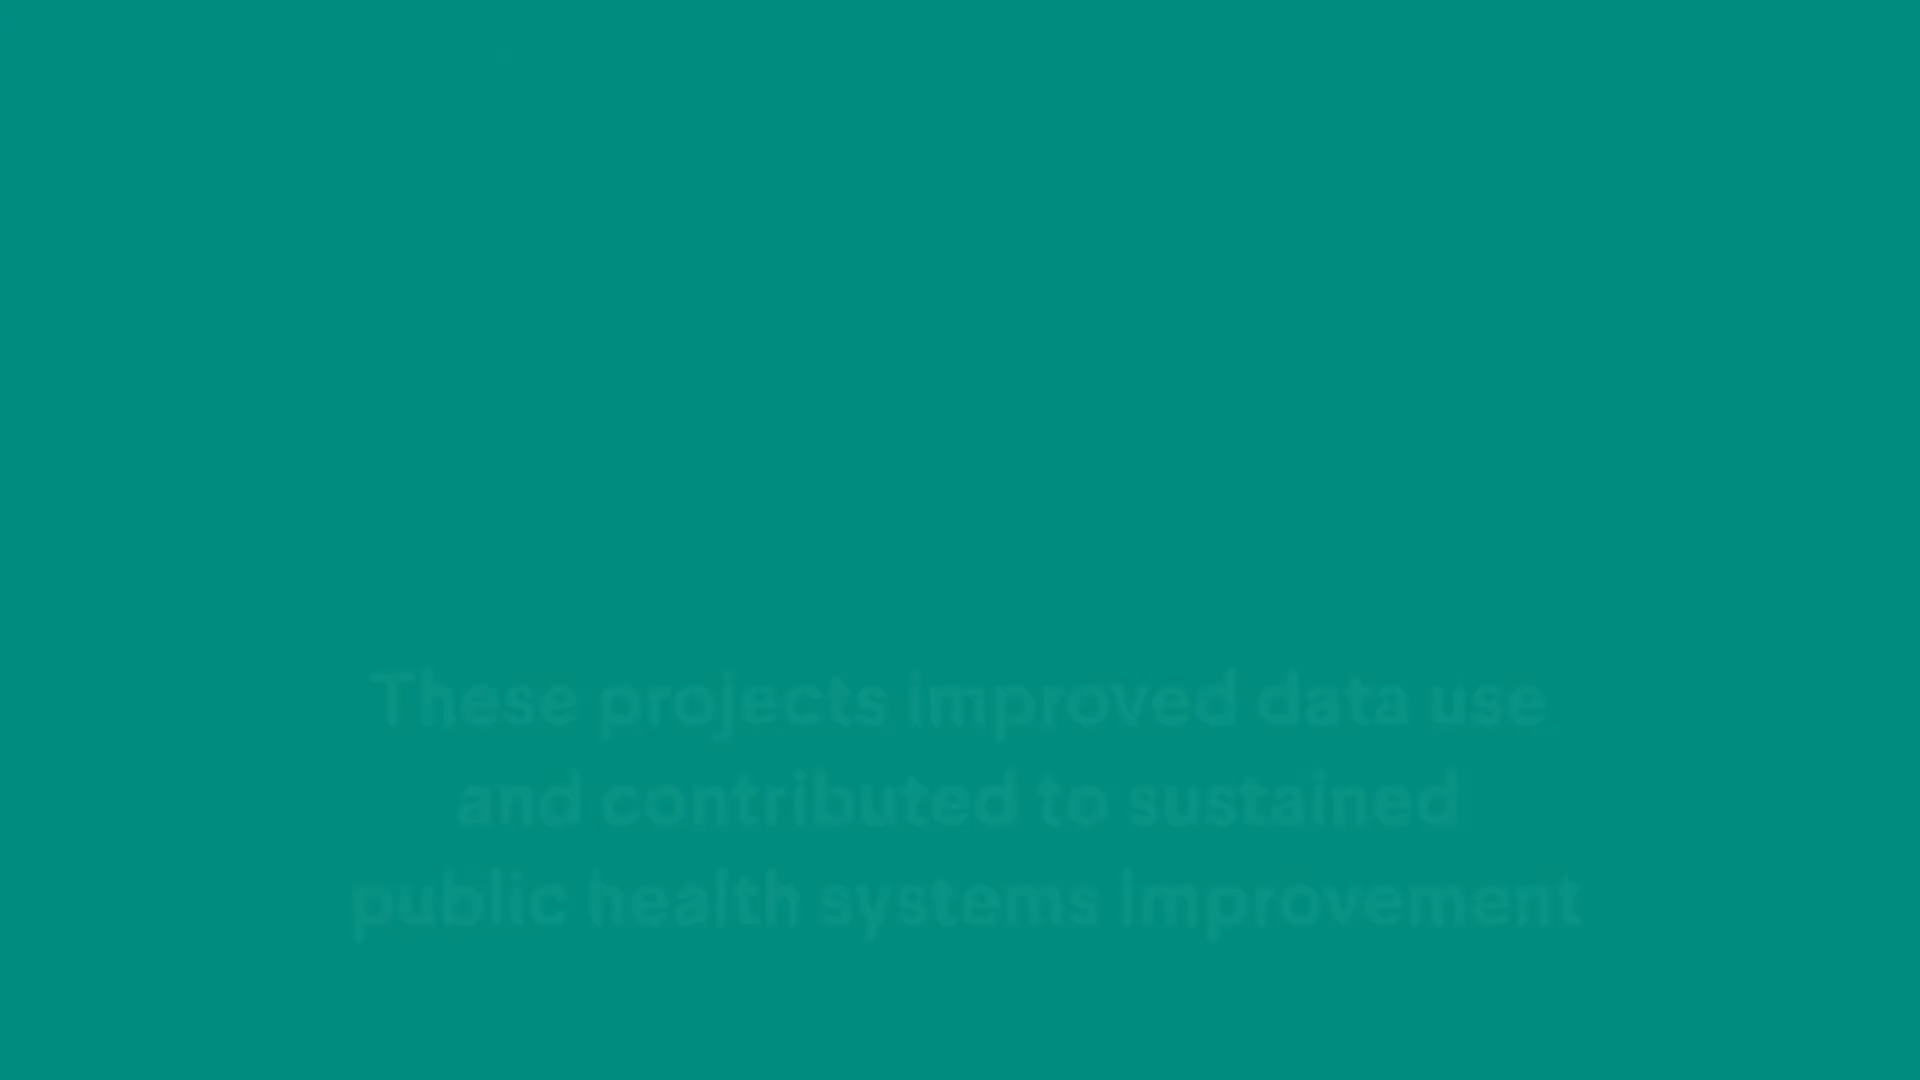 These projects improved data use
and contributed to sustained
public health systems improvement